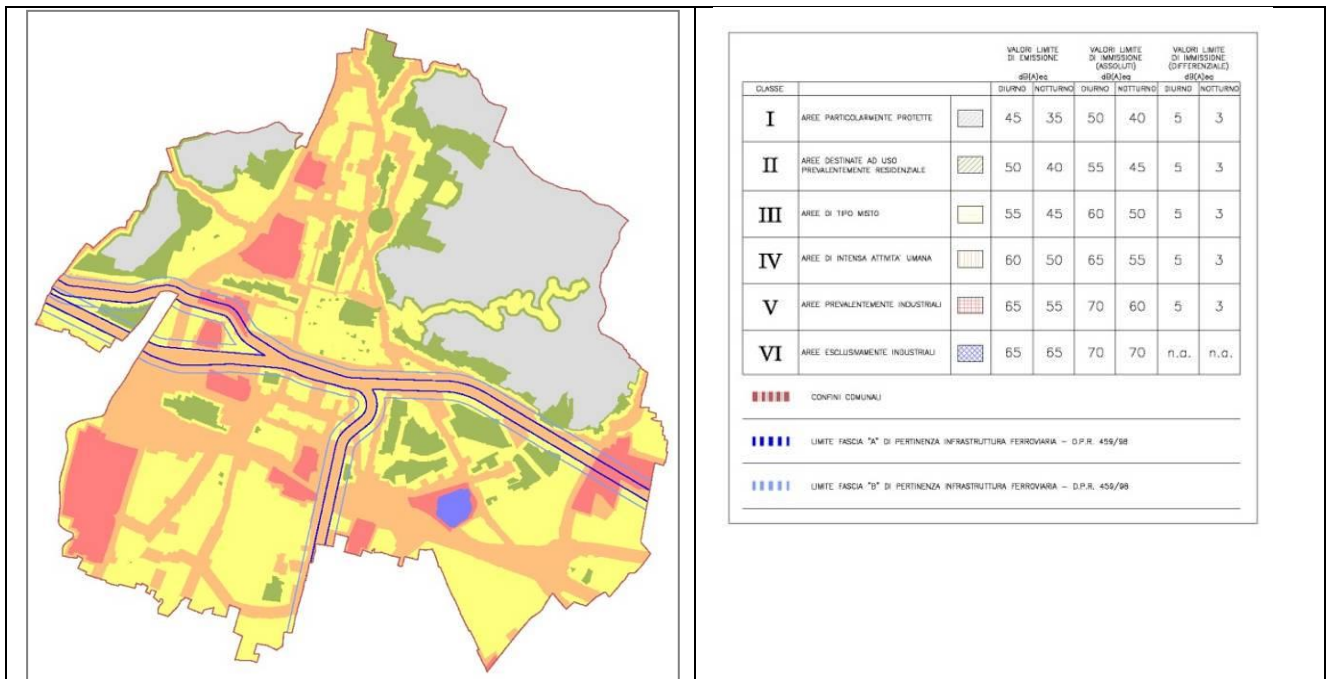 VALORI LIMITE DI EMISSIONE dB(A)eq VALORI LIMITE DI IMMISSIONE (ASSOLUTI) dB(A)eq VALORI LIMITE DI IMMISSIONE (DIFFERENZIALE) dB(A)eq
CLASSE DIURNO NOTTURNO DIURNO NOTTURNO DIURNO NOTTURNO
I AREE PARTICOLARMENTE PROTETTE 45 35 50 40 5 3
II AREE DESTINATE AD USO PREVALENTEMENTE RESIDENZIALE 50 40 55 45 5 3
III AREE DI TIPO MISTO 55 45 60 50 5 3
IV AREE DI INTENSA ATTIVITA' UMANA 60 50 65 55 5 3
V AREE PREVALENTEMENTE INDUSTRIALI 65 55 70 60 5 3
VI AREE ESCLUSIVAMENTE INDUSTRIALI 65 65 70 70 n.a. n.a.
CONFINI COMUNALI
LIMITE FASCIA "A" DI PERTINENZA INFRASTRUTTURA FERROVIARIA - D.P.R. 459/98
LIMITE FASCIA "B" DI PERTINENZA INFRASTRUTTURA FERROVIARIA - D.P.R. 459/98